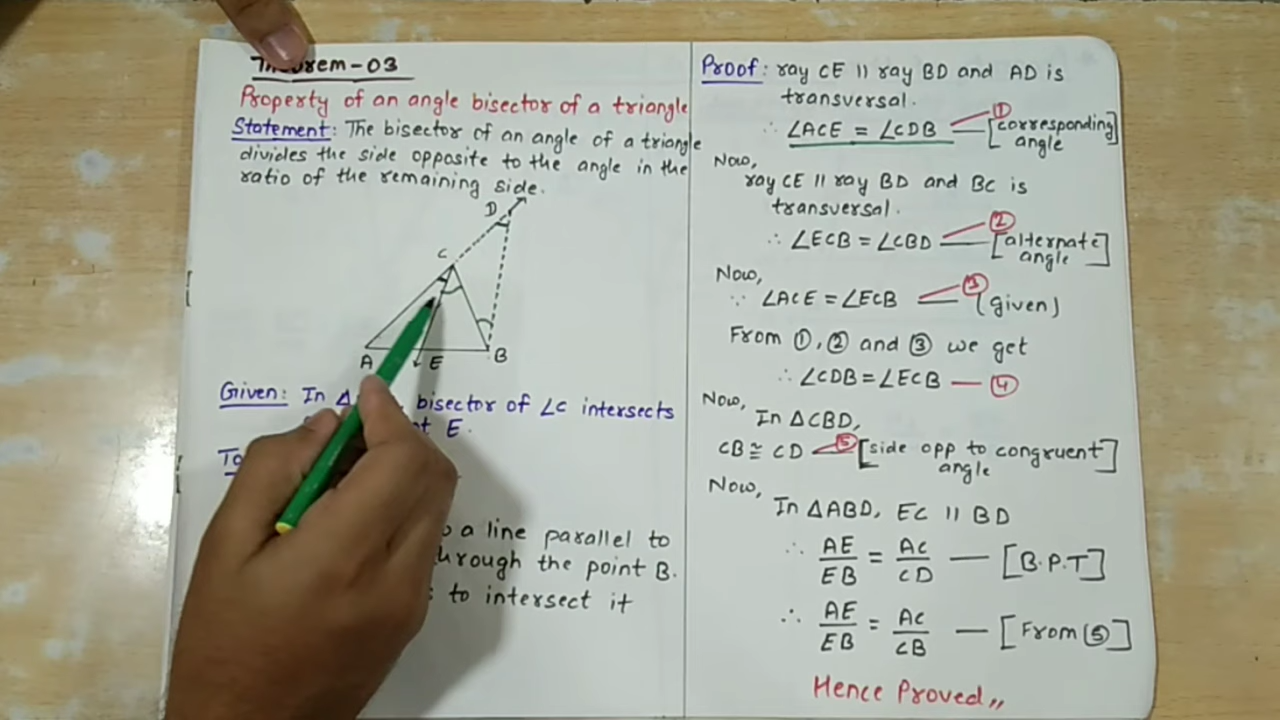 Theorem-03
Property of an angle bisector of a triangle
Statement: The bisector of an angle of a triangle
divides the side opposite to the angle in the
ratio of the remaining side.
D
C
A E B
Given: In Δ bisector of ∠C intersects
E.
To
a line parallel to
through the point B.
to intersect it
Proof: ray CE || ray BD and AD is
transversal.
∴ ∠ACE = ∠CDB — ① [corresponding
angle]
Now,
ray CE || ray BD and BC is
transversal.
∴ ∠ECB = ∠CBD — ② [alternate
angle]
Now,
∵ ∠ACE = ∠ECB — ③ (given)
From ①, ② and ③ we get
∴ ∠CDB = ∠ECB — ④
Now,
In ΔCBD,
CB ≅ CD — ⑤ [side opp to congruent
angle]
Now,
In ΔABD, EC || BD
∴ AE/EB = AC/CD — [B.P.T]
∴ AE/EB = AC/CB — [From ⑤]
Hence Proved,,